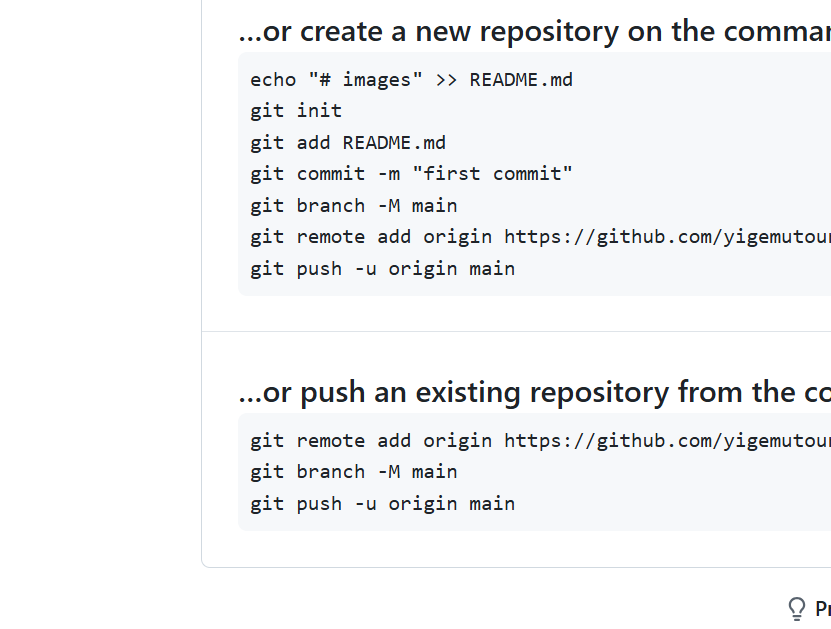 ...or create a new repository on the
echo "# images" >> README.md
git init
git add README.md
git commit -m "first commit"
git branch -M main
git remote add origin https://github.com/yigemutou
git push -u origin main
...or push an existing repository from the
git remote add origin https://github.com/yigemutou
git branch -M main
git push -u origin main